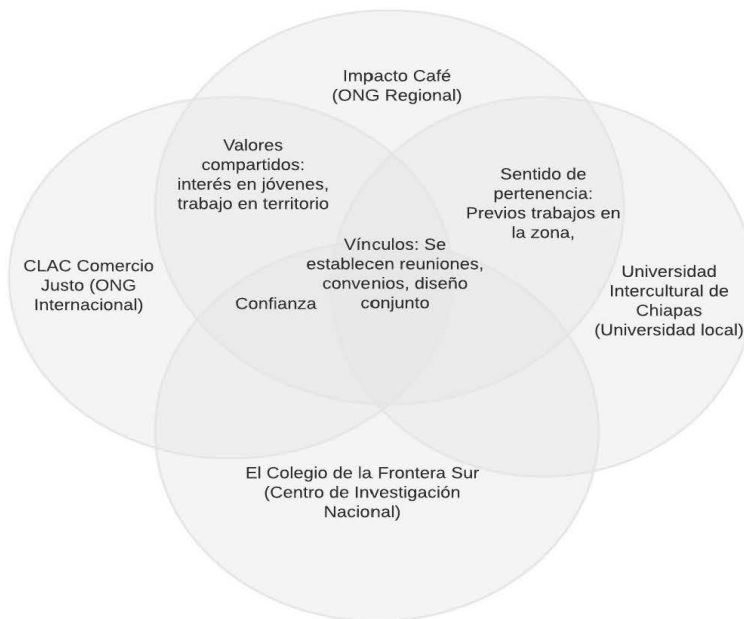 Impacto Café
(ONG Regional)
Valores
compartidos:
interés en jóvenes,
trabajo en territorio
Sentido de
pertenencia:
Previos trabajos en
la zona,
CLAC Comercio
Justo (ONG
Internacional)
Confianza
Vínculos: Se
establecen reuniones,
convenios, diseño
conjunto
Universidad
Intercultural de
Chiapas
(Universidad local)
El Colegio de la Frontera Sur
(Centro de Investigación
Nacional)